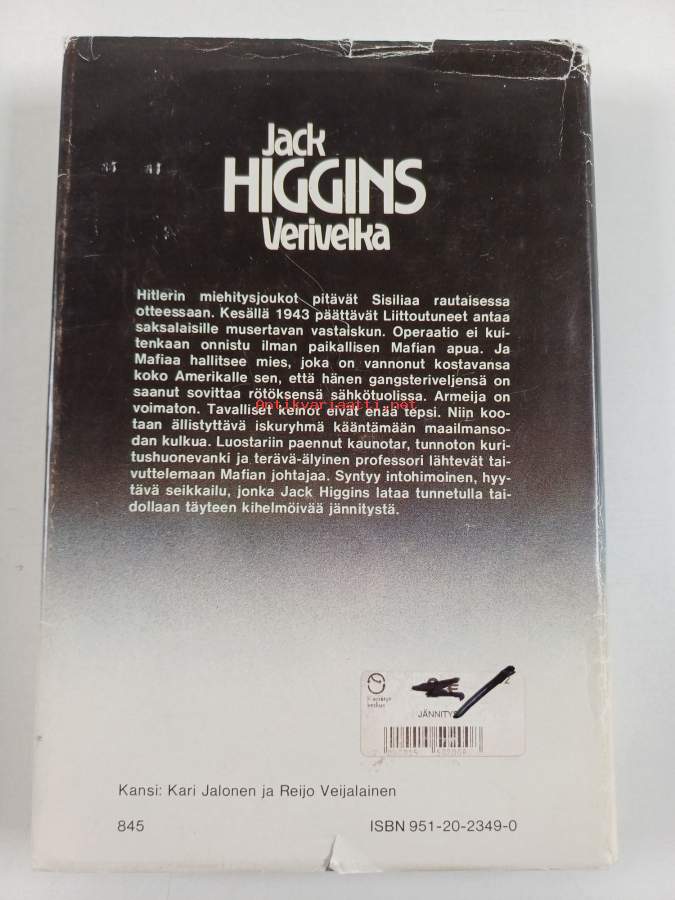 Jack
HIGGINS
Verivelka
Hitlerin miehitysjoukot pitävät Sisiliaa rautaisessa
otteessaan. Kesällä 1943 päättävät Liittoutuneet antaa
saksalaisille musertavan vastaiskun. Operaatio ei kui-
tenkaan onnistu ilman paikallisen Mafian apua. Ja
Mafiaa hallitsee mies, joka on vannonut kostavansa
koko Amerikalle sen, että hänen gangsteriveljensä on
saanut sovittaa rötöksensä sähkötuolissa. Armeija on
antikvariaatti.net
voimaton. Tavalliset keinot eivät enää tepsi. Niin koo-
taan ällistyttävä iskuryhmä kääntämään maailmanso-
dan kulkua. Luostariin paennut kaunotar, tunnoton kuri-
tushuonevanki ja terävä-älyinen professori lähtevät tai-
vuttelemaan Mafian johtajaa. Syntyy intohimoinen, hyy-
tävä seikkailu, jonka Jack Higgins lataa tunnetulla tai-
dollaan täyteen kihelmöivää jännitystä.
JÄNNITY
Kansi: Kari Jalonen ja Reijo Veijalainen
845
ISBN 951-20-2349-0